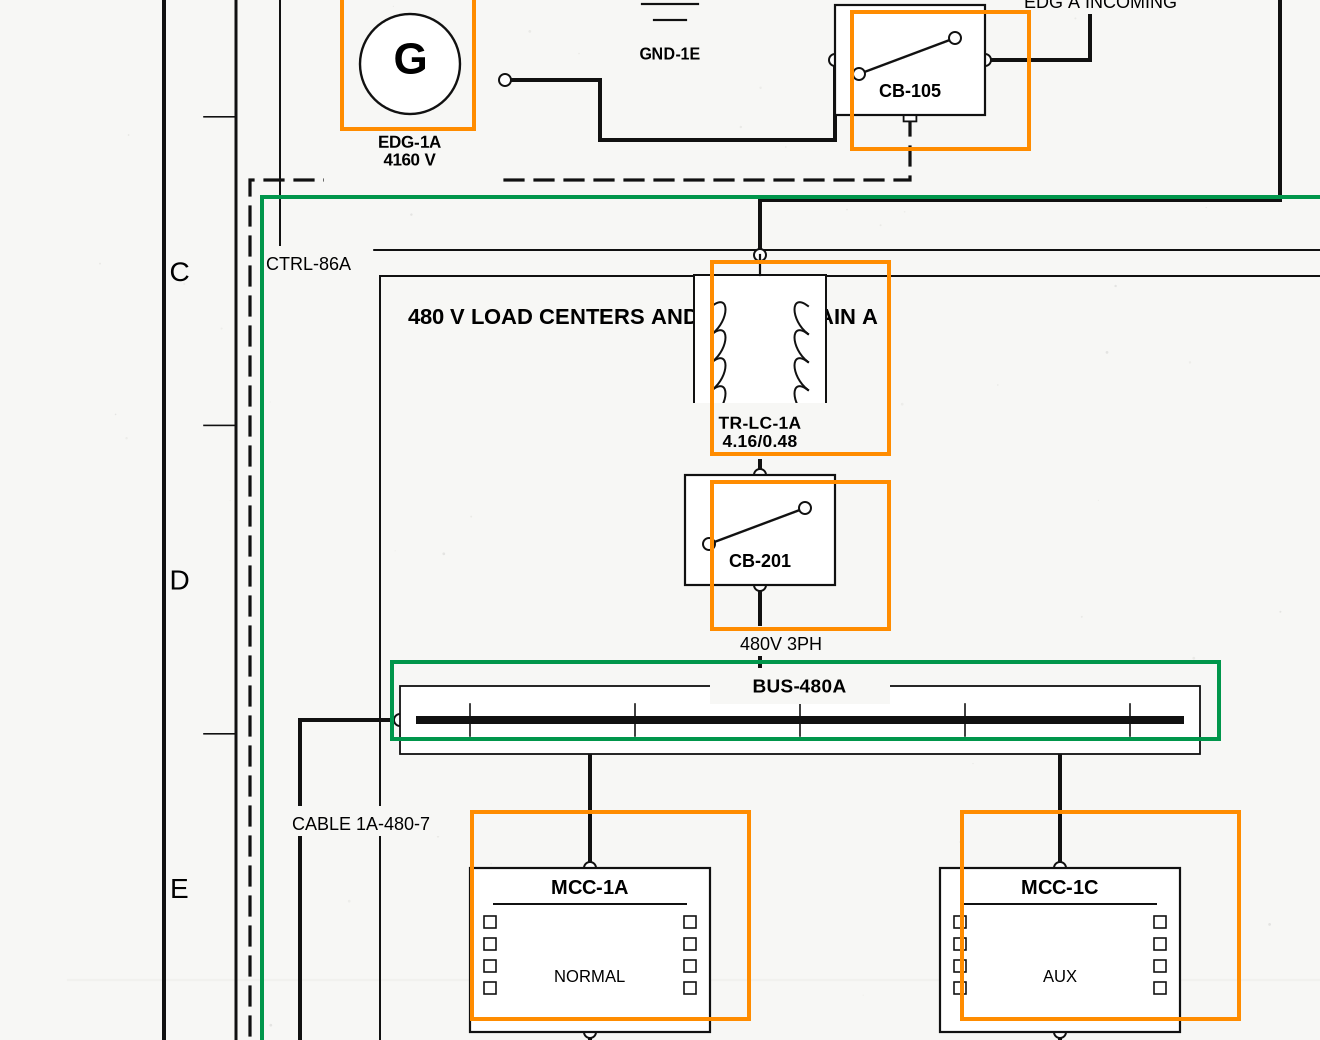 EDG A INCOMING
G
GND-1E
CB-105
EDG-1A
4160 V
C
CTRL-86A
480 V LOAD CENTERS AND AIN A
TR-LC-1A
4.16/0.48
CB-201
D
480V 3PH
BUS-480A
CABLE 1A-480-7
E
MCC-1A
MCC-1C
NORMAL
AUX